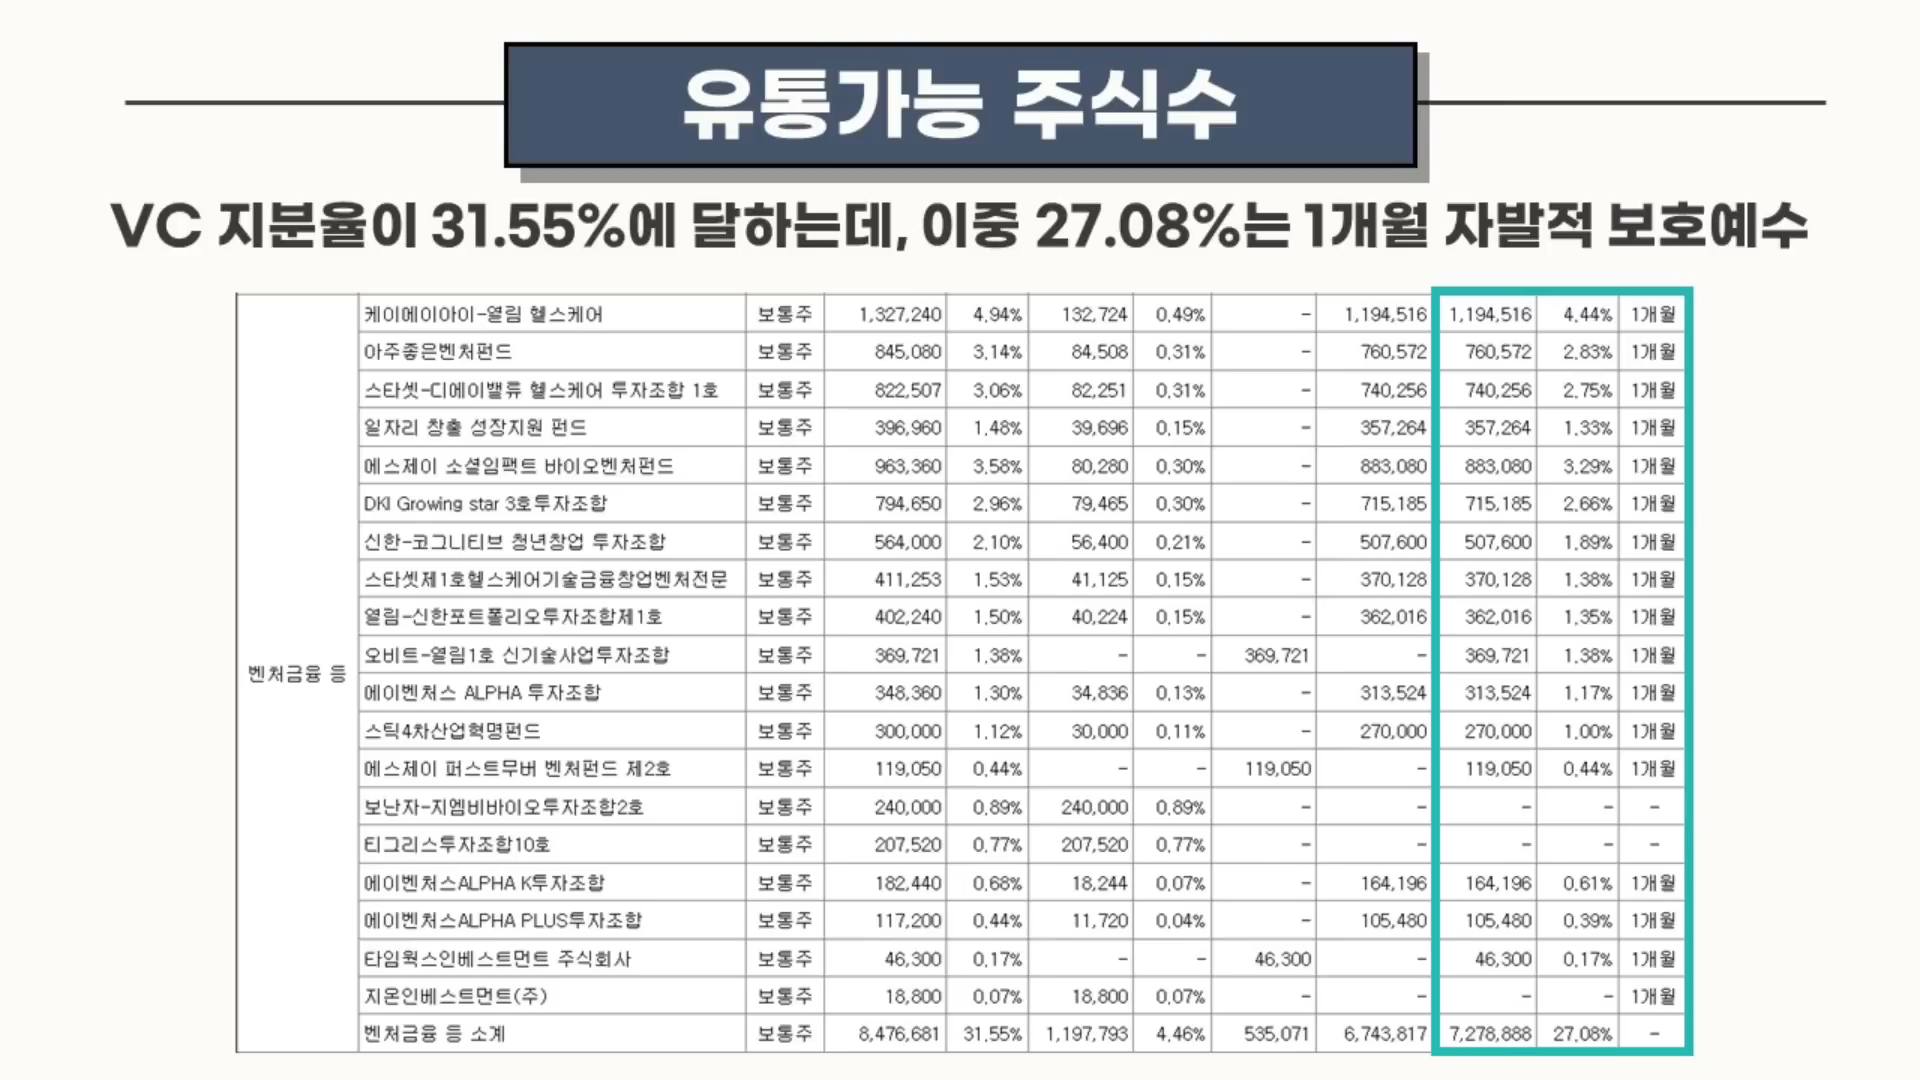 유통가능 주식수
VC 지분율이 31.55%에 달하는데, 이중 27.08%는 1개월 자발적 보호예수
케이에이아이-열림 헬스케어 보통주 1,327,240 4.94% 132,724 0.49% - 1,194,516 1,194,516 4.44% 1개월
아주좋은벤처펀드 보통주 845,080 3.14% 84,508 0.31% - 760,572 760,572 2.83% 1개월
스타셋-디에이밸류 헬스케어 투자조합 1호 보통주 822,507 3.06% 82,251 0.31% - 740,256 740,256 2.75% 1개월
일자리 창출 성장지원 펀드 보통주 396,960 1.48% 39,696 0.15% - 357,264 357,264 1.33% 1개월
에스제이 소셜임팩트 바이오벤처펀드 보통주 963,360 3.58% 80,280 0.30% - 883,080 883,080 3.29% 1개월
DKI Growing star 3호투자조합 보통주 794,650 2.96% 79,465 0.30% - 715,185 715,185 2.66% 1개월
신한-코그니티브 청년창업 투자조합 보통주 564,000 2.10% 56,400 0.21% - 507,600 507,600 1.89% 1개월
스타셋제1호헬스케어기술금융창업벤처전문 보통주 411,253 1.53% 41,125 0.15% - 370,128 370,128 1.38% 1개월
열림-신한포트폴리오투자조합제1호 보통주 402,240 1.50% 40,224 0.15% - 362,016 362,016 1.35% 1개월
오비트-열림1호 신기술사업투자조합 보통주 369,721 1.38% - - 369,721 - 369,721 1.38% 1개월
벤처금융 등
에이벤처스 ALPHA 투자조합 보통주 348,360 1.30% 34,836 0.13% - 313,524 313,524 1.17% 1개월
스틱4차산업혁명펀드 보통주 300,000 1.12% 30,000 0.11% - 270,000 270,000 1.00% 1개월
에스제이 퍼스트무버 벤처펀드 제2호 보통주 119,050 0.44% - - 119,050 - 119,050 0.44% 1개월
보난자-지엠비바이오투자조합2호 보통주 240,000 0.89% 240,000 0.89% - - - - -
티그리스투자조합10호 보통주 207,520 0.77% 207,520 0.77% - - - - -
에이벤처스ALPHA K투자조합 보통주 182,440 0.68% 18,244 0.07% - 164,196 164,196 0.61% 1개월
에이벤처스ALPHA PLUS투자조합 보통주 117,200 0.44% 11,720 0.04% - 105,480 105,480 0.39% 1개월
타임웍스인베스트먼트 주식회사 보통주 46,300 0.17% - - 46,300 - 46,300 0.17% 1개월
지온인베스트먼트(주) 보통주 18,800 0.07% 18,800 0.07% - - - - 1개월
벤처금융 등 소계 보통주 8,476,681 31.55% 1,197,793 4.46% 535,071 6,743,817 7,278,888 27.08% -